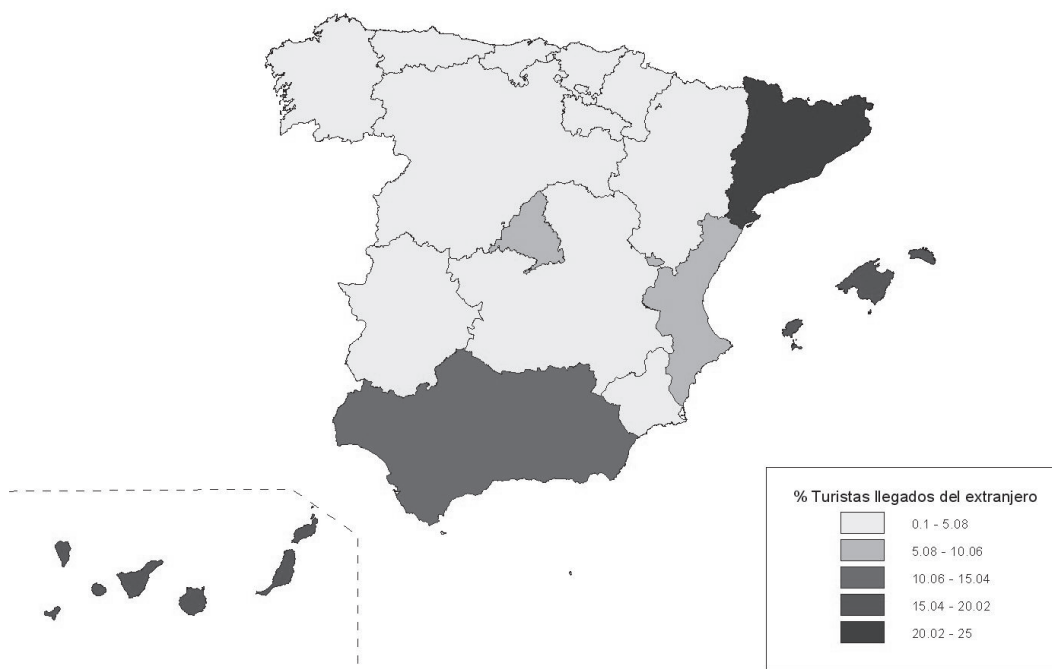 % Turistas llegados del extranjero
0.1 - 5.08
5.08 - 10.06
10.06 - 15.04
15.04 - 20.02
20.02 - 25